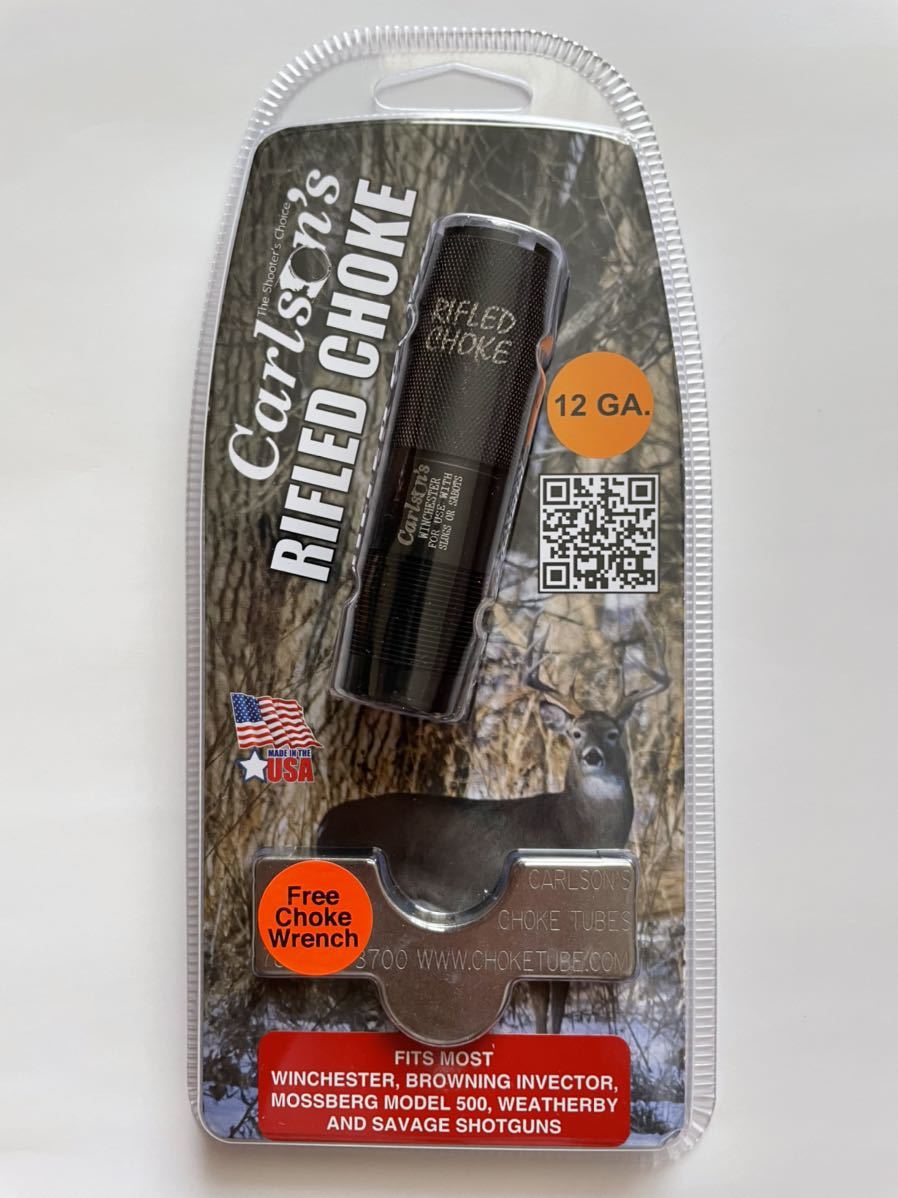 The Shooter's Choice
Carlson's
RIFLED CHOKE
RIFLED
CHOKE
12 GA.
Carlson's
WINCHESTER
FOR USE WITH
SLUGS OR SABOTS
MADE IN THE
USA
Free
Choke
Wrench
CARLSON'S
CHOKE TUBES
3700 WWW.CHOKETUBE.COM
FITS MOST
WINCHESTER, BROWNING INVECTOR,
MOSSBERG MODEL 500, WEATHERBY
AND SAVAGE SHOTGUNS